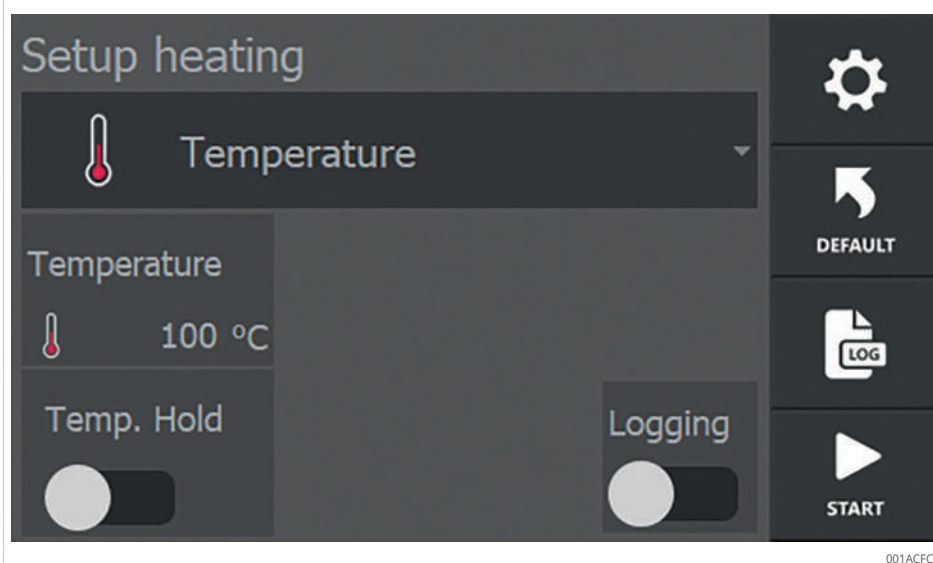 Setup heating
Temperature
Temperature
100 °C
Temp. Hold
Logging
DEFAULT
LOG
START
001ACFC